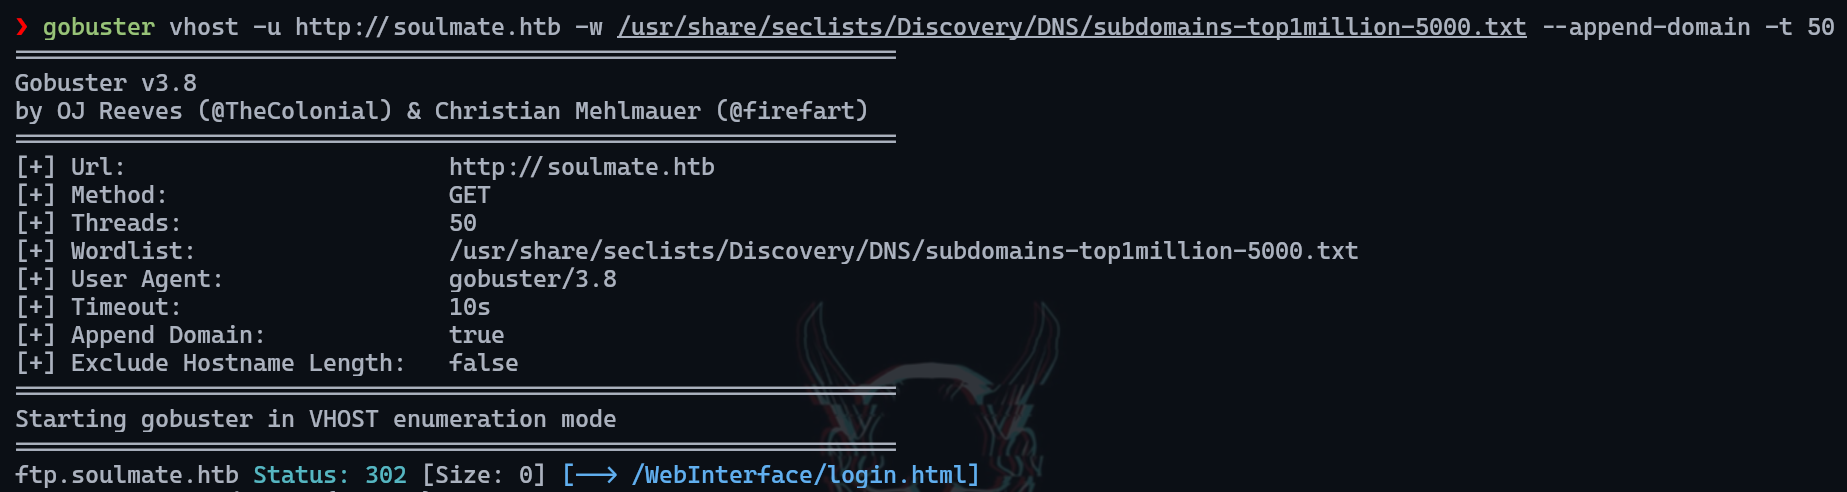 ❯ gobuster vhost -u http://soulmate.htb -w /usr/share/seclists/Discovery/DNS/subdomains-top1million-5000.txt --append-domain -t 50
===============================================================
Gobuster v3.8
by OJ Reeves (@TheColonial) & Christian Mehlmauer (@firefart)
===============================================================
[+] Url:                       http://soulmate.htb
[+] Method:                    GET
[+] Threads:                   50
[+] Wordlist:                  /usr/share/seclists/Discovery/DNS/subdomains-top1million-5000.txt
[+] User Agent:                gobuster/3.8
[+] Timeout:                   10s
[+] Append Domain:             true
[+] Exclude Hostname Length:   false
===============================================================
Starting gobuster in VHOST enumeration mode
===============================================================
ftp.soulmate.htb Status: 302 [Size: 0] [--> /WebInterface/login.html]